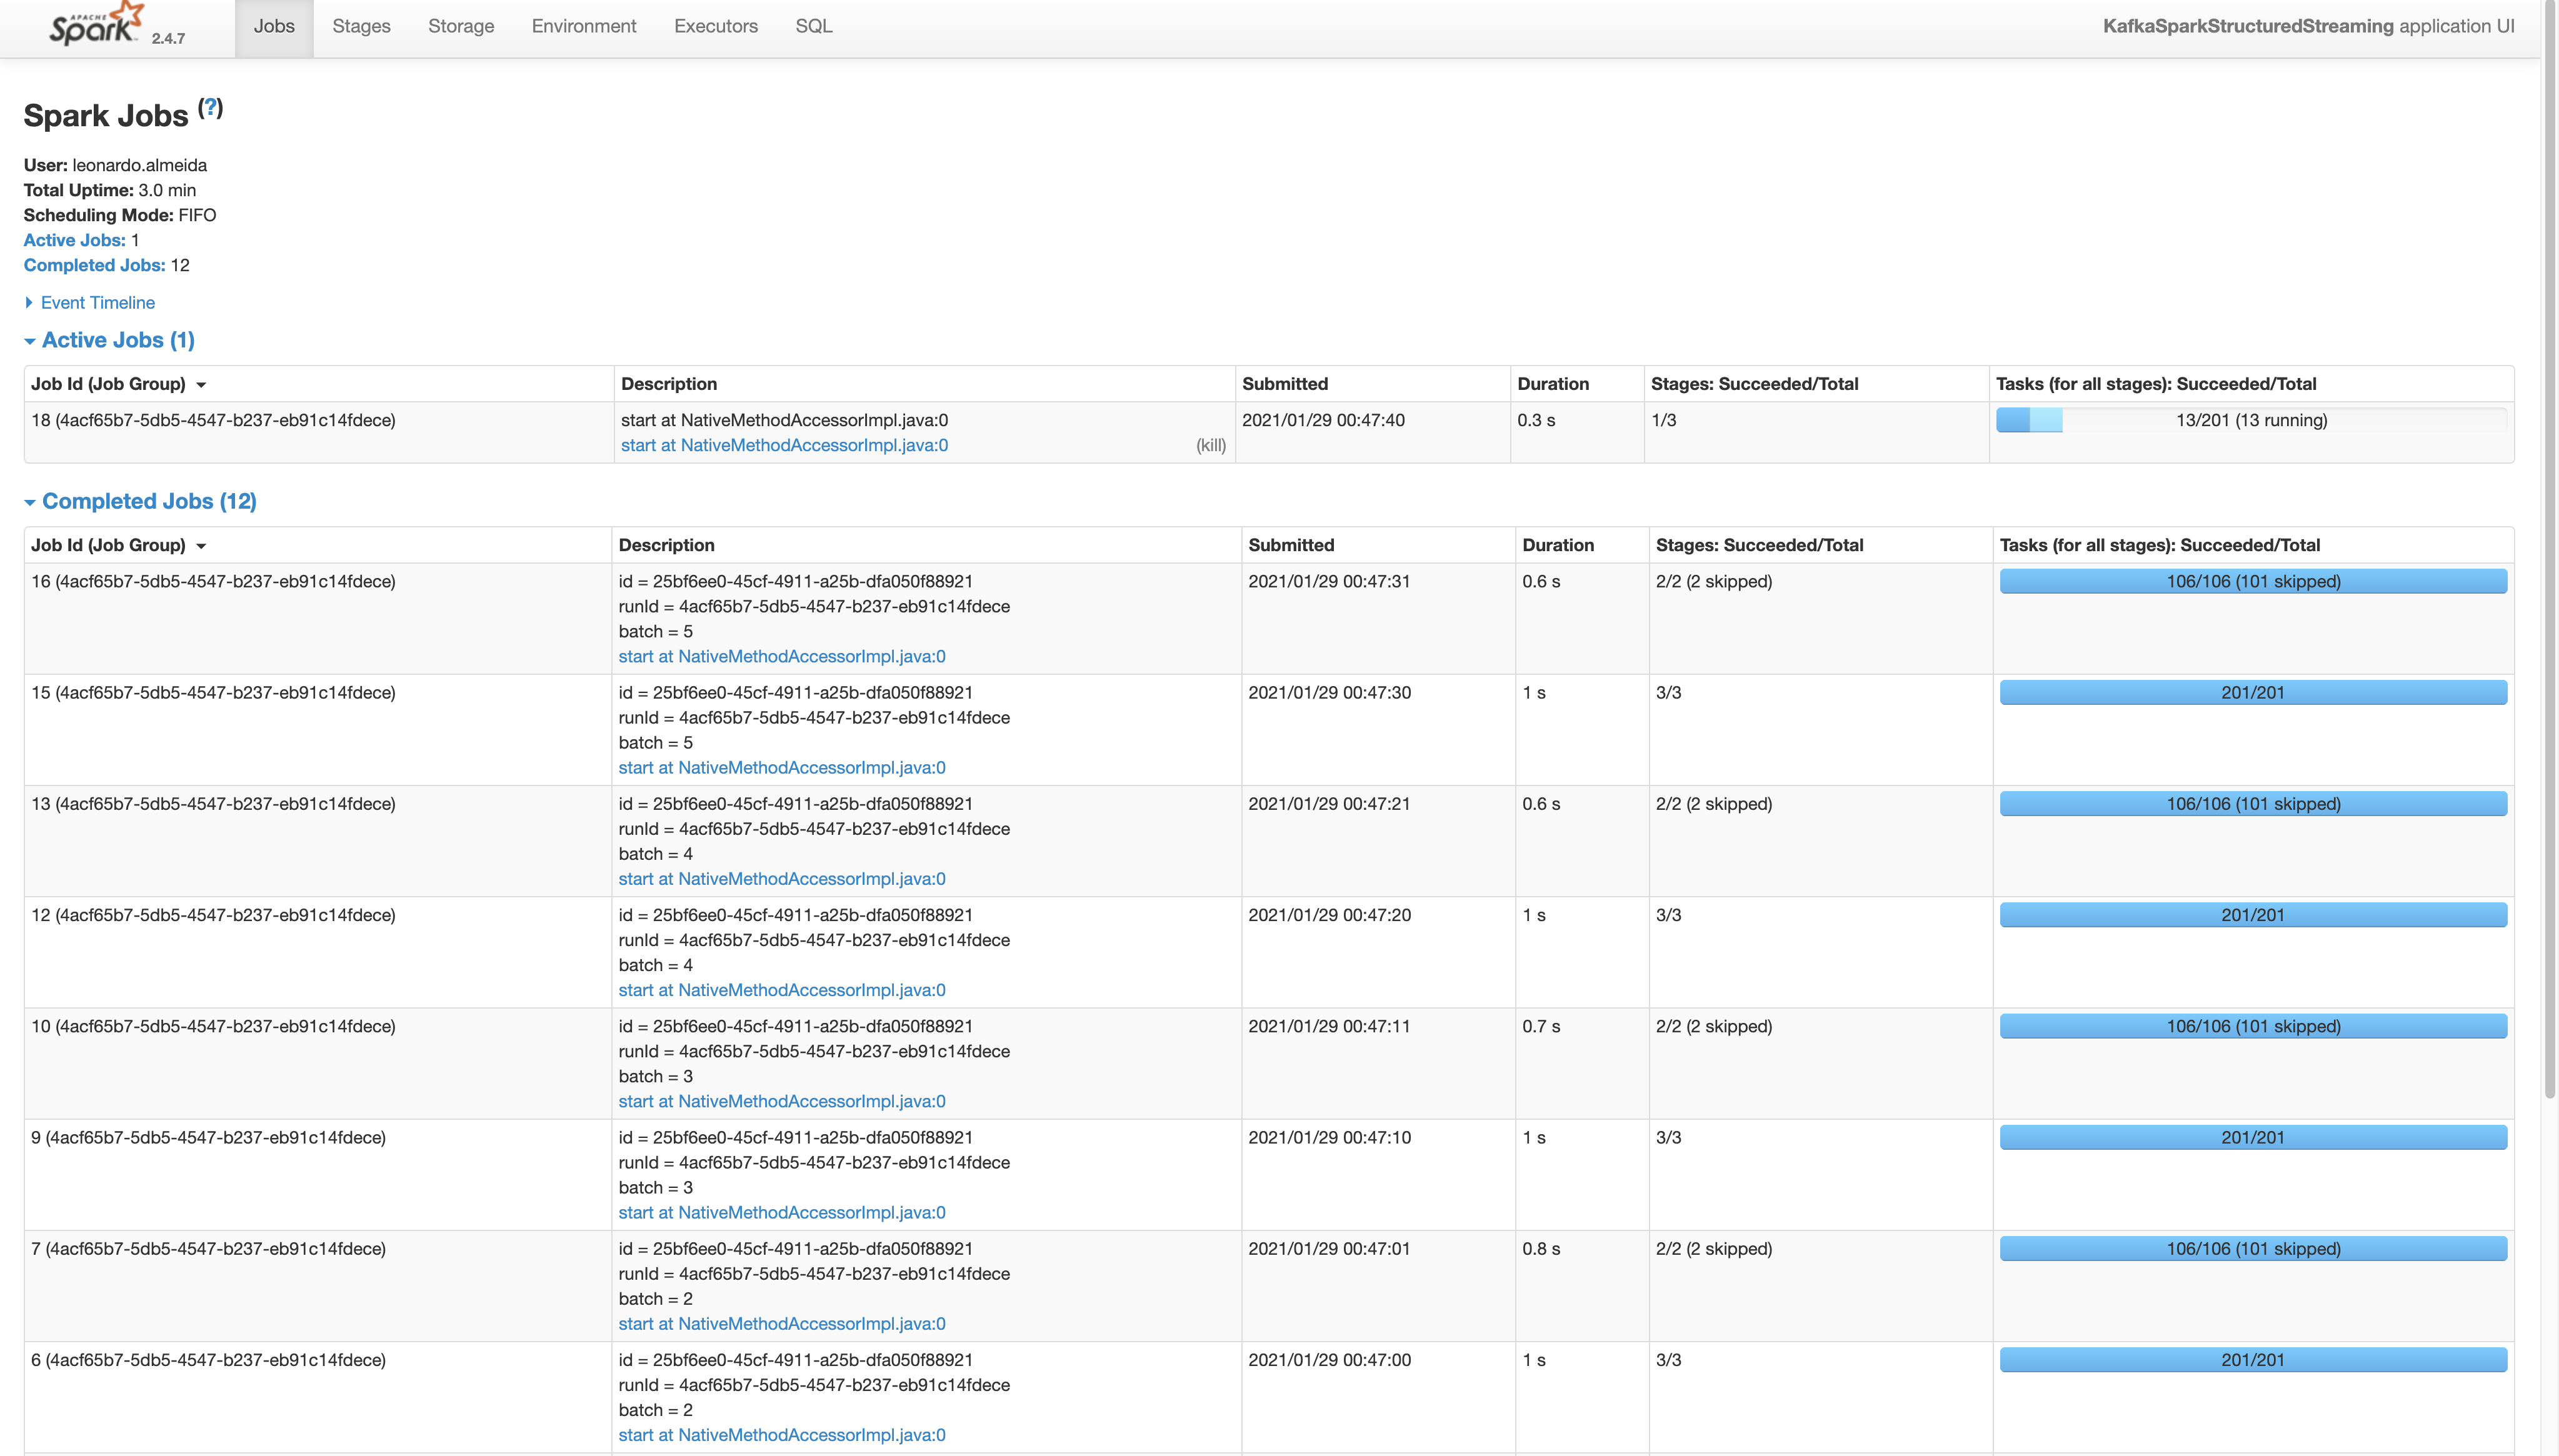 APACHE Spark 2.4.7 Jobs Stages Storage Environment Executors SQL KafkaSparkStructuredStreaming application UI
Spark Jobs (?)
User: leonardo.almeida
Total Uptime: 3.0 min
Scheduling Mode: FIFO
Active Jobs: 1
Completed Jobs: 12
Event Timeline
Active Jobs (1)
Job Id (Job Group) Description Submitted Duration Stages: Succeeded/Total Tasks (for all stages): Succeeded/Total
18 (4acf65b7-5db5-4547-b237-eb91c14fdece) start at NativeMethodAccessorImpl.java:0 2021/01/29 00:47:40 0.3 s 1/3 13/201 (13 running)
start at NativeMethodAccessorImpl.java:0 (kill)
Completed Jobs (12)
Job Id (Job Group) Description Submitted Duration Stages: Succeeded/Total Tasks (for all stages): Succeeded/Total
16 (4acf65b7-5db5-4547-b237-eb91c14fdece) id = 25bf6ee0-45cf-4911-a25b-dfa050f88921 2021/01/29 00:47:31 0.6 s 2/2 (2 skipped) 106/106 (101 skipped)
runId = 4acf65b7-5db5-4547-b237-eb91c14fdece
batch = 5
start at NativeMethodAccessorImpl.java:0
15 (4acf65b7-5db5-4547-b237-eb91c14fdece) id = 25bf6ee0-45cf-4911-a25b-dfa050f88921 2021/01/29 00:47:30 1 s 3/3 201/201
runId = 4acf65b7-5db5-4547-b237-eb91c14fdece
batch = 5
start at NativeMethodAccessorImpl.java:0
13 (4acf65b7-5db5-4547-b237-eb91c14fdece) id = 25bf6ee0-45cf-4911-a25b-dfa050f88921 2021/01/29 00:47:21 0.6 s 2/2 (2 skipped) 106/106 (101 skipped)
runId = 4acf65b7-5db5-4547-b237-eb91c14fdece
batch = 4
start at NativeMethodAccessorImpl.java:0
12 (4acf65b7-5db5-4547-b237-eb91c14fdece) id = 25bf6ee0-45cf-4911-a25b-dfa050f88921 2021/01/29 00:47:20 1 s 3/3 201/201
runId = 4acf65b7-5db5-4547-b237-eb91c14fdece
batch = 4
start at NativeMethodAccessorImpl.java:0
10 (4acf65b7-5db5-4547-b237-eb91c14fdece) id = 25bf6ee0-45cf-4911-a25b-dfa050f88921 2021/01/29 00:47:11 0.7 s 2/2 (2 skipped) 106/106 (101 skipped)
runId = 4acf65b7-5db5-4547-b237-eb91c14fdece
batch = 3
start at NativeMethodAccessorImpl.java:0
9 (4acf65b7-5db5-4547-b237-eb91c14fdece) id = 25bf6ee0-45cf-4911-a25b-dfa050f88921 2021/01/29 00:47:10 1 s 3/3 201/201
runId = 4acf65b7-5db5-4547-b237-eb91c14fdece
batch = 3
start at NativeMethodAccessorImpl.java:0
7 (4acf65b7-5db5-4547-b237-eb91c14fdece) id = 25bf6ee0-45cf-4911-a25b-dfa050f88921 2021/01/29 00:47:01 0.8 s 2/2 (2 skipped) 106/106 (101 skipped)
runId = 4acf65b7-5db5-4547-b237-eb91c14fdece
batch = 2
start at NativeMethodAccessorImpl.java:0
6 (4acf65b7-5db5-4547-b237-eb91c14fdece) id = 25bf6ee0-45cf-4911-a25b-dfa050f88921 2021/01/29 00:47:00 1 s 3/3 201/201
runId = 4acf65b7-5db5-4547-b237-eb91c14fdece
batch = 2
start at NativeMethodAccessorImpl.java:0